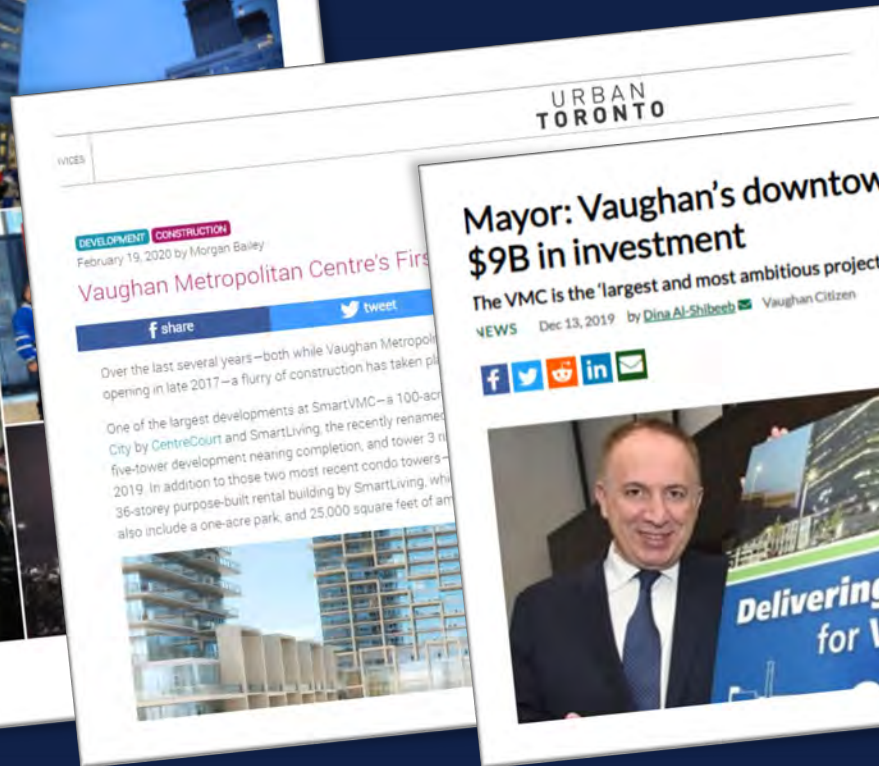 URBAN
TORONTO
DEVELOPMENT CONSTRUCTION
February 19, 2020 by Morgan Bailey
Vaughan Metropolitan Centre's Firs
f share
tweet
Over the last several years—both while Vaughan Metropoli
opening in late 2017—a flurry of construction has taken pl
One of the largest developments at SmartVMC—a 100-acr
City by CentreCourt and SmartLiving, the recently renamed
five-tower development nearing completion, and tower 3 n
2019. In addition to those two most recent condo towers—
36-storey purpose-built rental building by SmartLiving, whi
also include a one-acre park, and 25,000 square feet of am
Mayor: Vaughan's downtow
$9B in investment
The VMC is the 'largest and most ambitious project
NEWS Dec 13, 2019 by Dina Al-Shibeeb Vaughan Citizen
f in
Delivering
for V